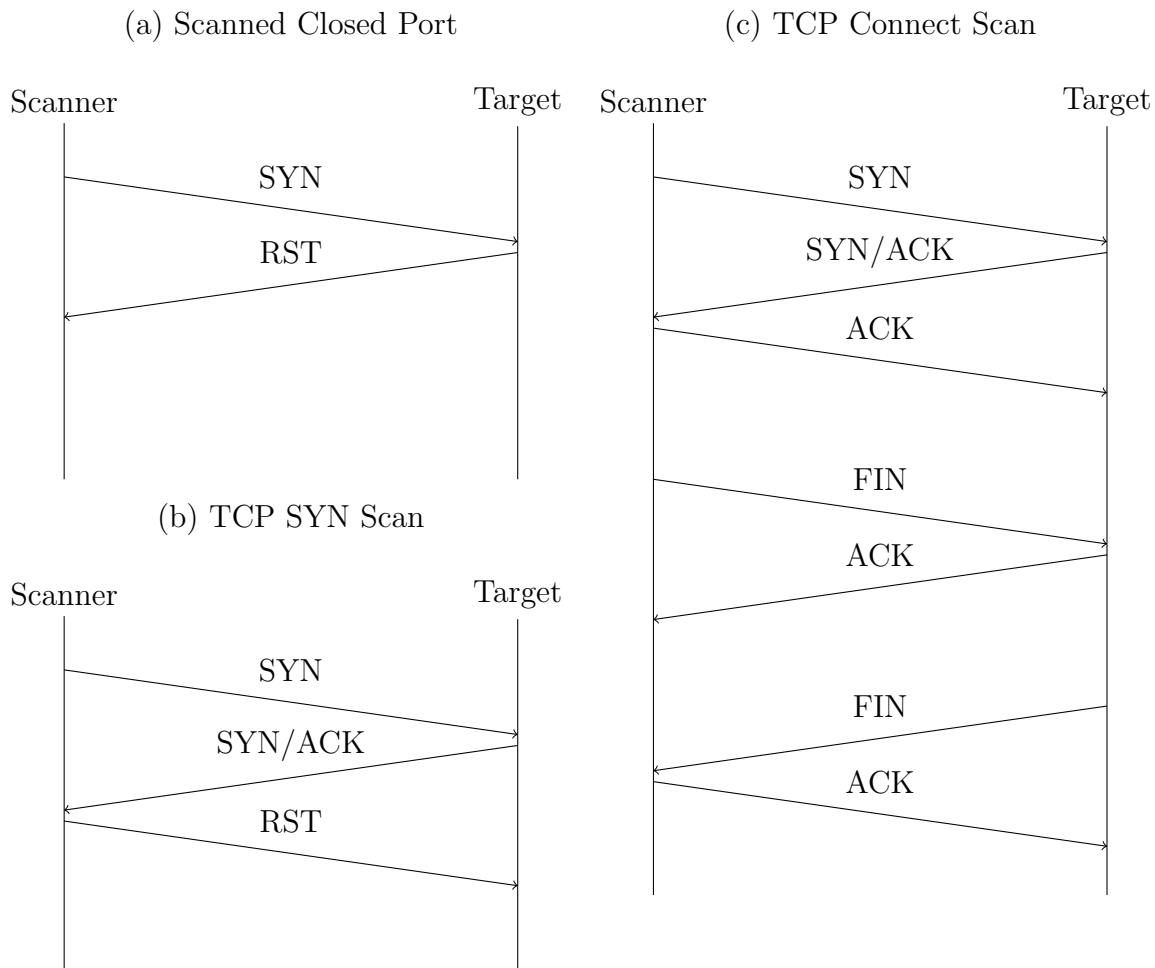 (a) Scanned Closed Port
Scanner
Target
SYN
RST
(b) TCP SYN Scan
Scanner
Target
SYN
SYN/ACK
RST
(c) TCP Connect Scan
Scanner
Target
SYN
SYN/ACK
ACK
FIN
ACK
FIN
ACK